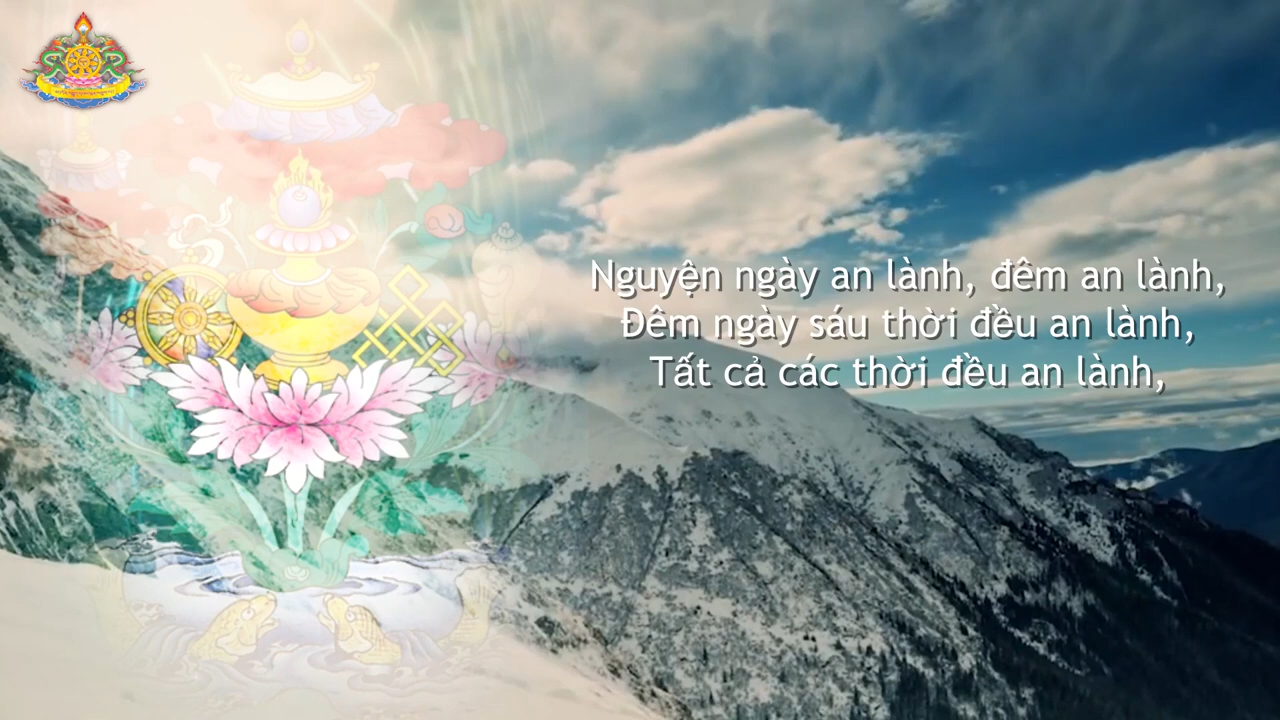 Nguyện ngày an lành, đêm an lành,
Đêm ngày sáu thời đều an lành,
Tất cả các thời đều an lành,